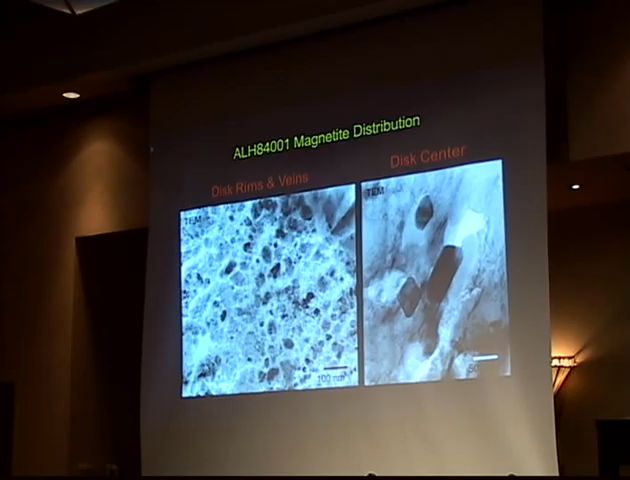 ALH84001 Magnetite Distribution
Disk Rims & Veins
Disk Center
TEM
TEM
100 nm